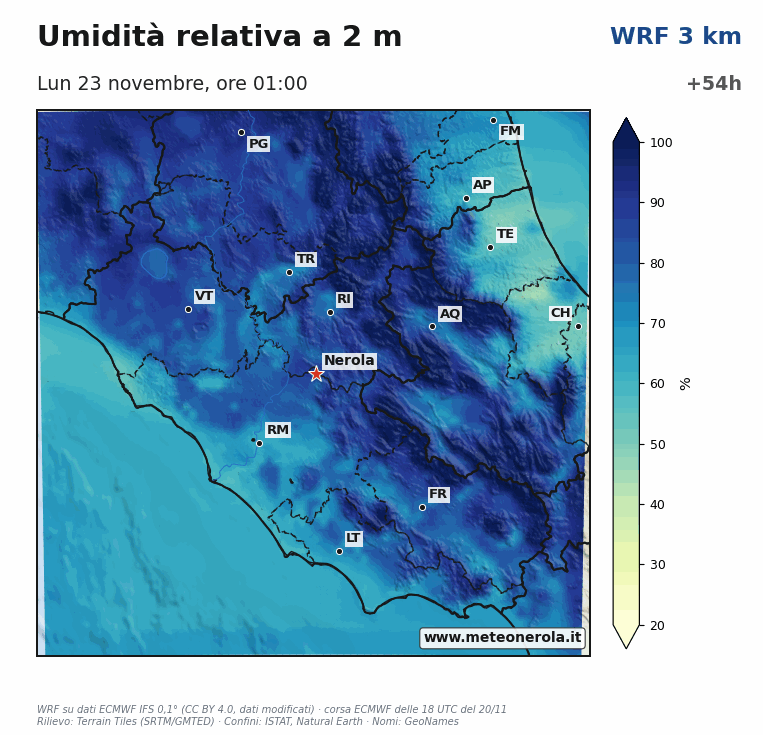 Umidità relativa a 2 m
WRF 3 km
Lun 23 novembre, ore 01:00
+54h
FM
PG
AP
TE
TR
VT
RI
AQ
CH
Nerola
RM
FR
LT
www.meteonerola.it
100
90
80
70
60
50
40
30
20
%
WRF su dati ECMWF IFS 0,1° (CC BY 4.0, dati modificati) · corsa ECMWF delle 18 UTC del 20/11
Rilievo: Terrain Tiles (SRTM/GMTED) · Confini: ISTAT, Natural Earth · Nomi: GeoNames